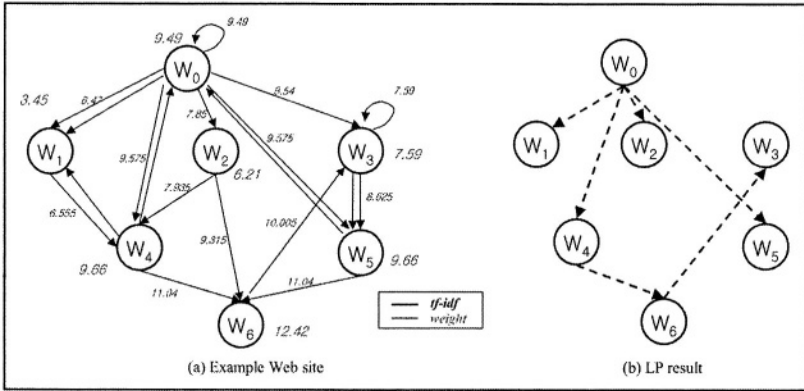 9.49
9.49
W0
6.47
8.54
7.59
3.45
7.85
W1
9.575
W2
9.575
W3
7.59
6.21
6.555
7.935
8.625
10.005
W4
9.315
W5
9.66
9.66
11.04
11.04
W6
12.42
tf-idf
weight
(a) Example Web site
W0
W1
W2
W3
W4
W5
W6
(b) LP result